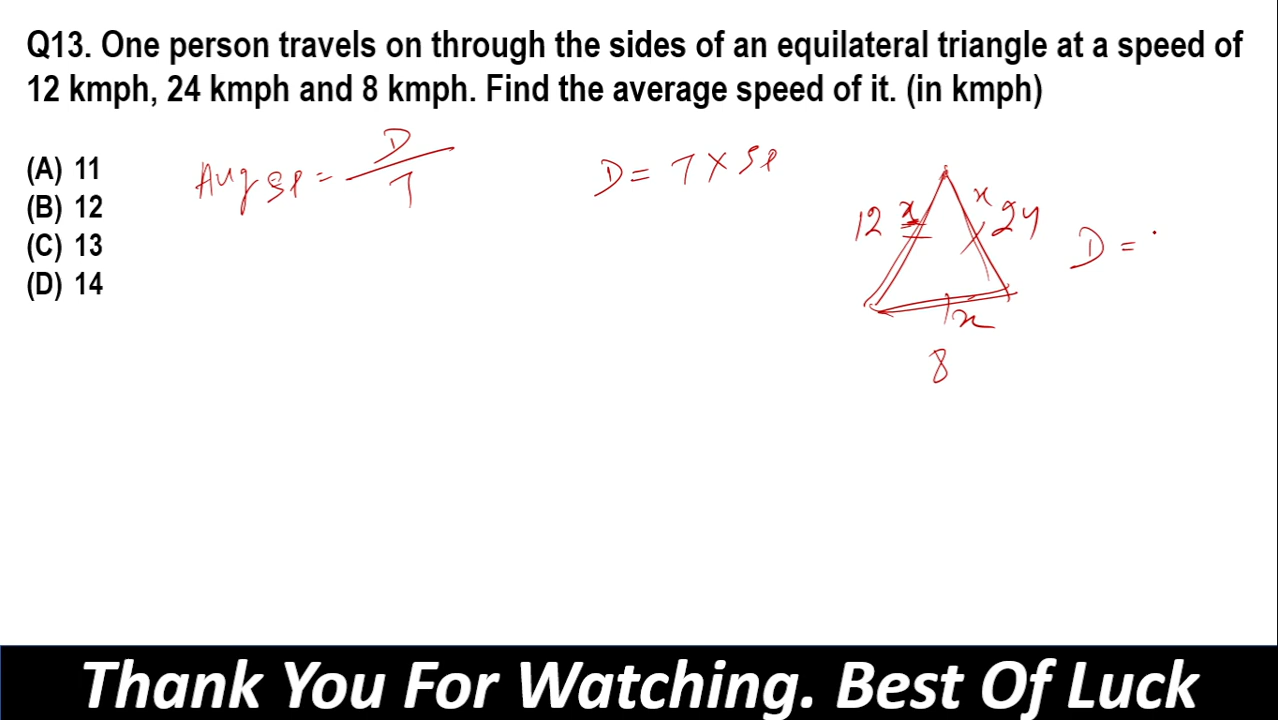 Q13. One person travels on through the sides of an equilateral triangle at a speed of
12 kmph, 24 kmph and 8 kmph. Find the average speed of it. (in kmph)
(A) 11
(B) 12
(C) 13
(D) 14
Avg Sp = D / T
D = T × Sp
12 x
x 24
x
8
D =
Thank You For Watching. Best Of Luck